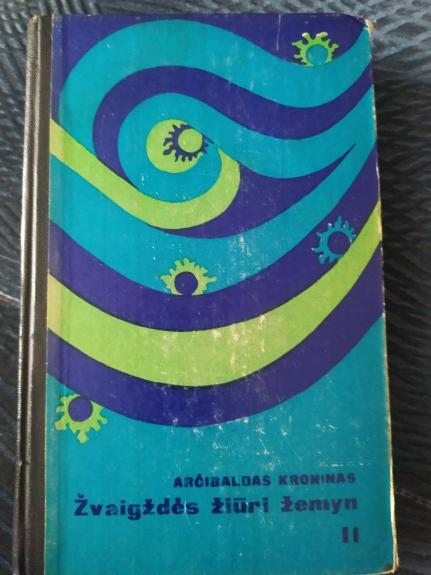 ARČIBALDAS KRONINAS
Žvaigždės žiūri žemyn
II